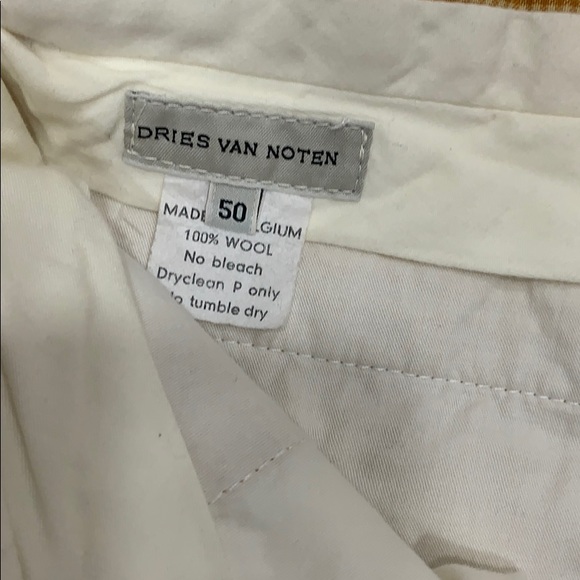 DRIES VAN NOTEN
50
MADE LGIUM
100% WOOL
No bleach
Dryclean P only
tumble dry